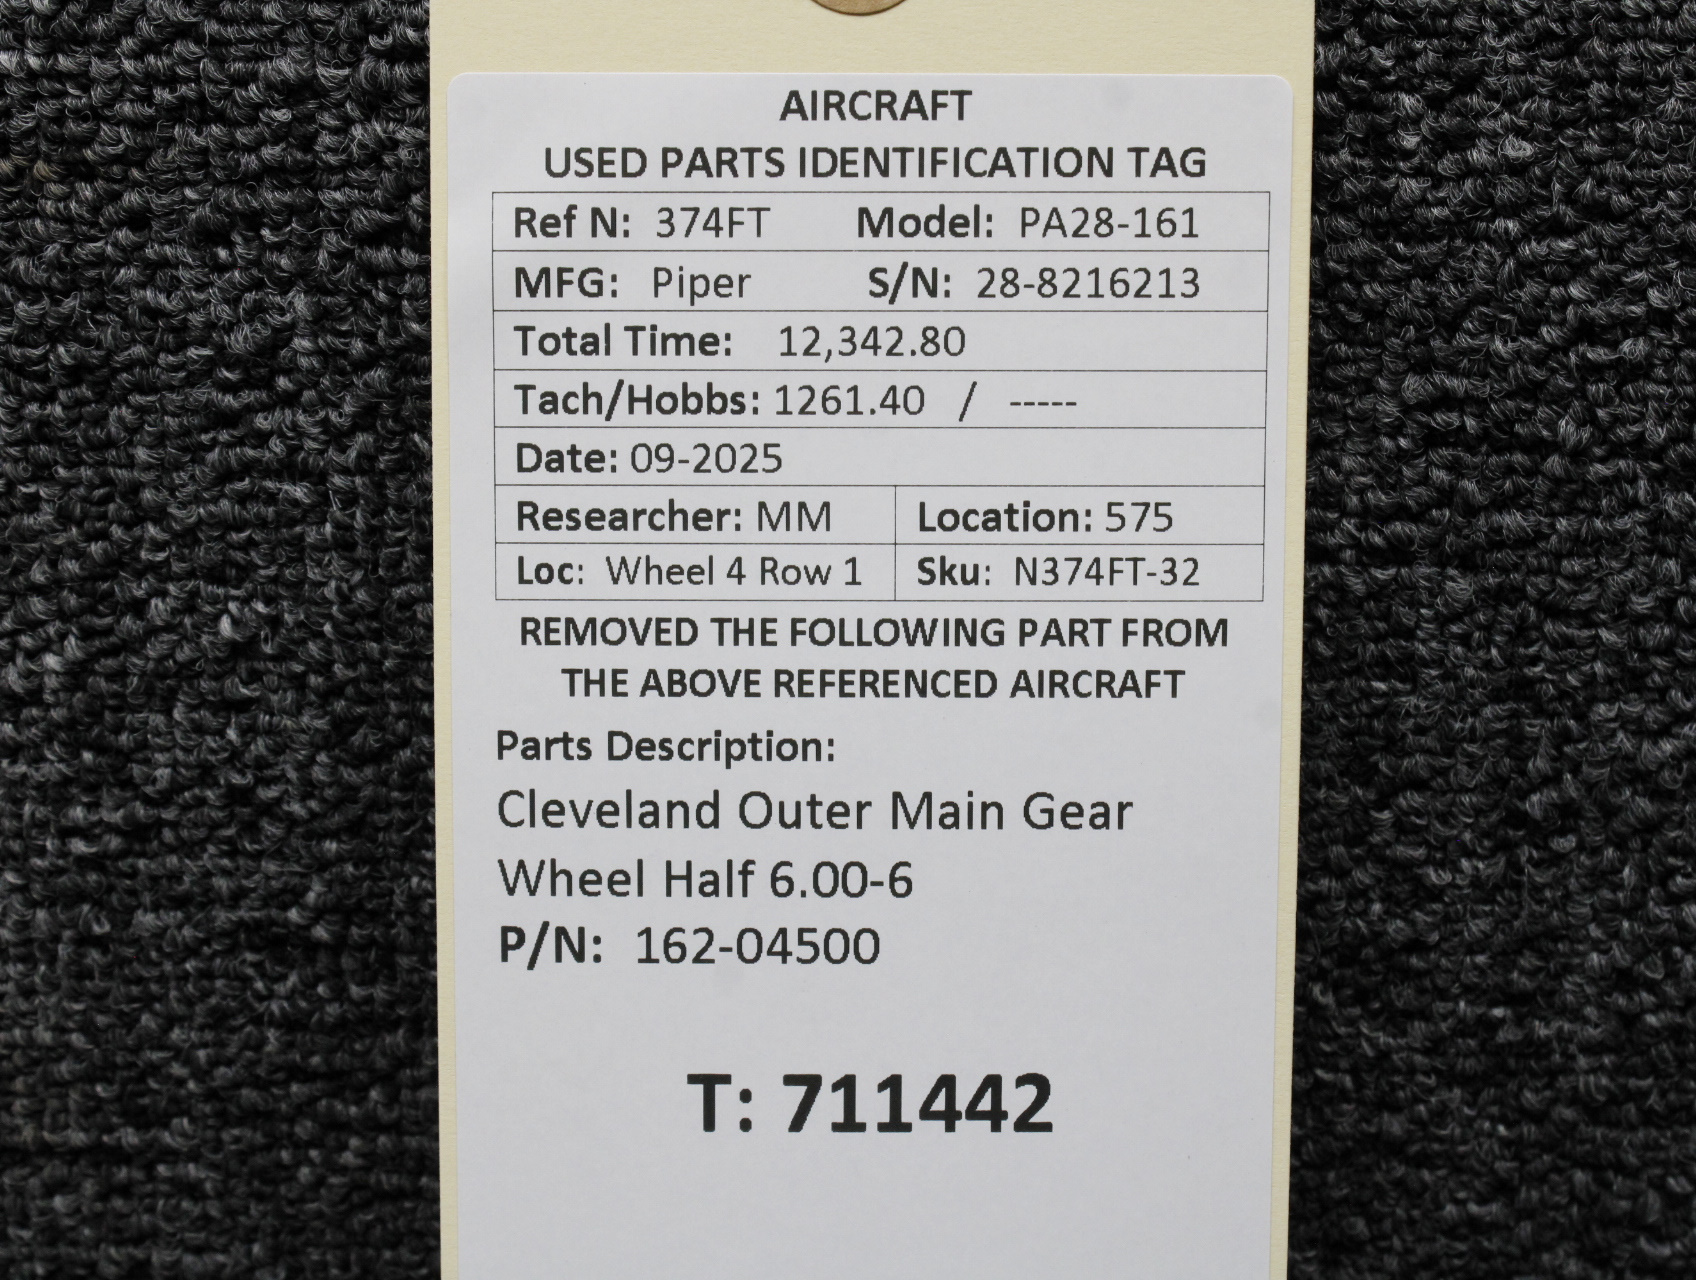 AIRCRAFT
USED PARTS IDENTIFICATION TAG
Ref N: 374FT Model: PA28-161
MFG: Piper S/N: 28-8216213
Total Time: 12,342.80
Tach/Hobbs: 1261.40 / -----
Date: 09-2025
Researcher: MM Location: 575
Loc: Wheel 4 Row 1 Sku: N374FT-32
REMOVED THE FOLLOWING PART FROM
THE ABOVE REFERENCED AIRCRAFT
Parts Description:
Cleveland Outer Main Gear
Wheel Half 6.00-6
P/N: 162-04500
T: 711442